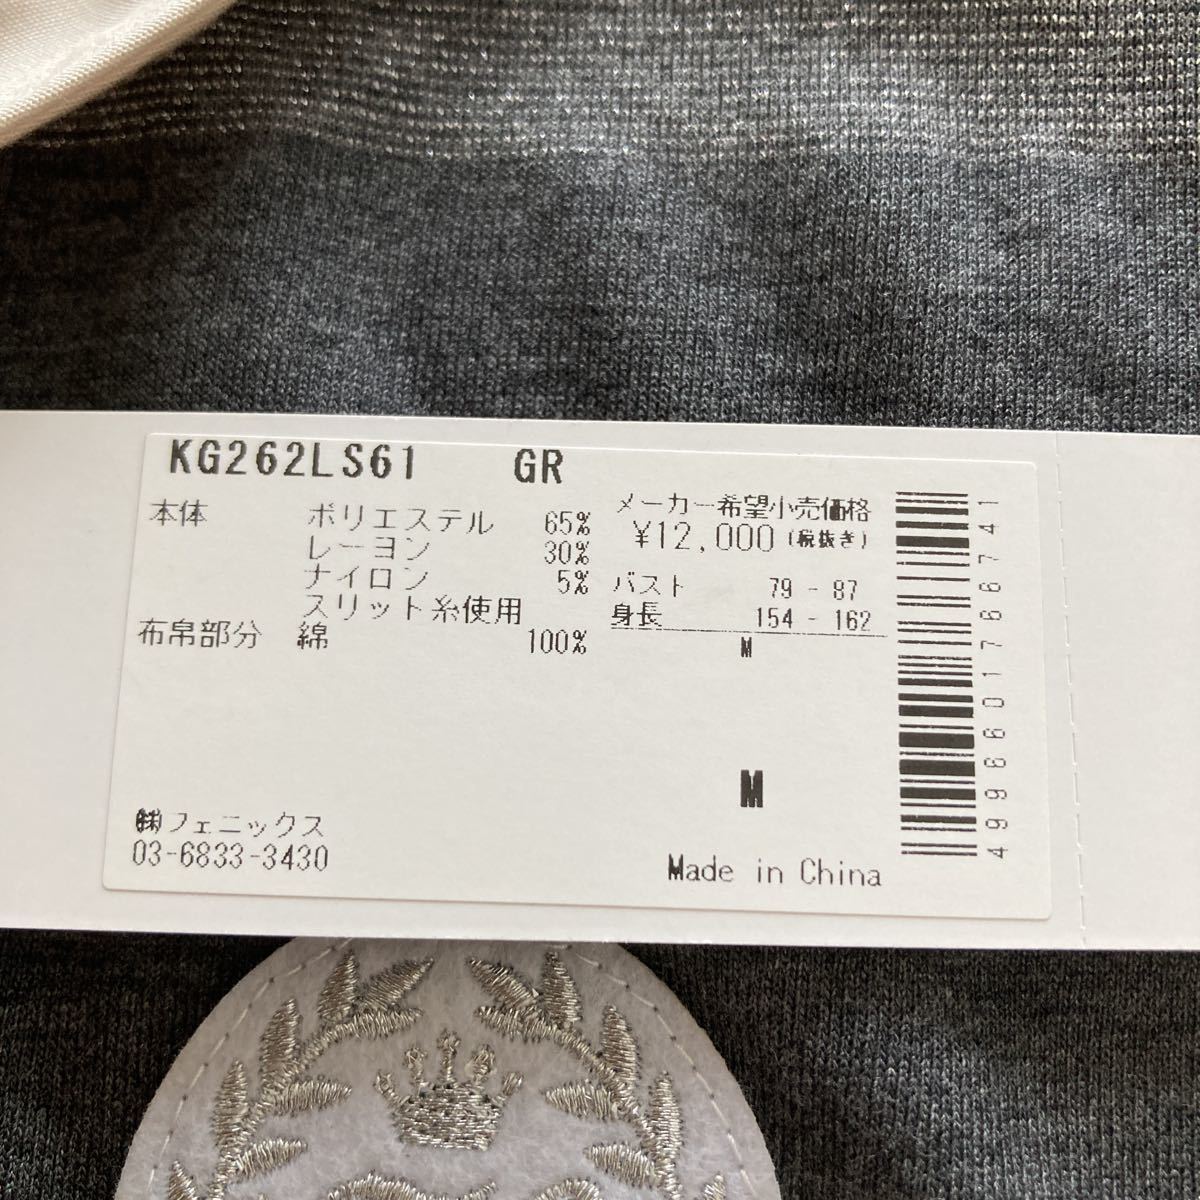 KG262LS61 GR
本体 ポリエステル 65%
レーヨン 30%
ナイロン 5%
スリット糸使用
布帛部分 綿 100%
メーカー希望小売価格
¥12,000(税抜き)
バスト 79 - 87
身長 154 - 162
M
M
㈱フェニックス
03-6833-3430
Made in China
4996601766741